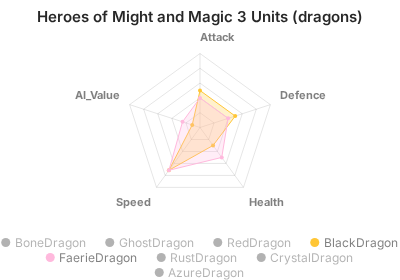 Heroes of Might and Magic 3 Units (dragons)
Attack
AI_Value
Defence
Speed
Health
BoneDragon GhostDragon RedDragon BlackDragon
FaerieDragon RustDragon CrystalDragon
AzureDragon